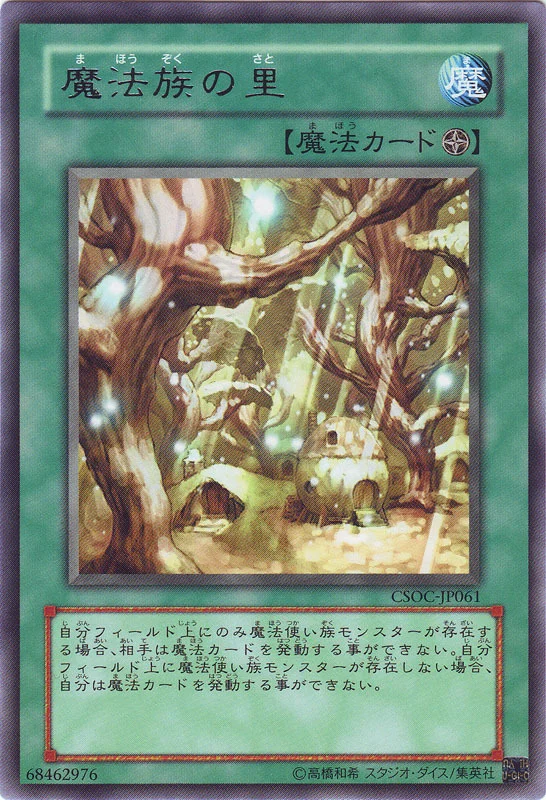 魔法族の里
魔
【魔法カード】
CSOC-JP061
自分フィールド上にのみ魔法使い族モンスターが存在す
る場合、相手は魔法カードを発動する事ができない。自分
フィールド上に魔法使い族モンスターが存在しない場合、
自分は魔法カードを発動する事ができない。
68462976
©高橋和希 スタジオ・ダイス/集英社